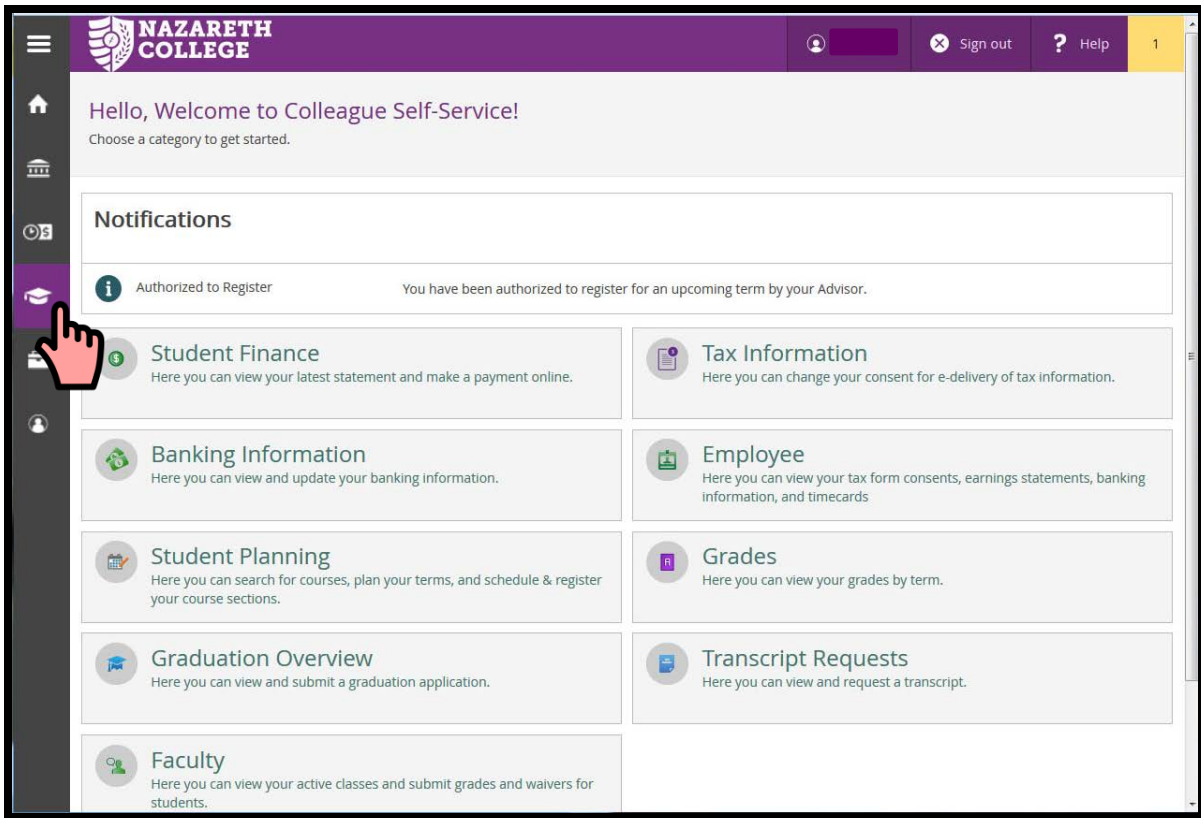 NAZARETH
COLLEGE
Sign out
? Help
1
Hello, Welcome to Colleague Self-Service!
Choose a category to get started.
Notifications
Authorized to Register
You have been authorized to register for an upcoming term by your Advisor.
Student Finance
Here you can view your latest statement and make a payment online.
Tax Information
Here you can change your consent for e-delivery of tax information.
Banking Information
Here you can view and update your banking information.
Employee
Here you can view your tax form consents, earnings statements, banking
information, and timecards
Student Planning
Here you can search for courses, plan your terms, and schedule & register
your course sections.
Grades
Here you can view your grades by term.
Graduation Overview
Here you can view and submit a graduation application.
Transcript Requests
Here you can view and request a transcript.
Faculty
Here you can view your active classes and submit grades and waivers for
students.